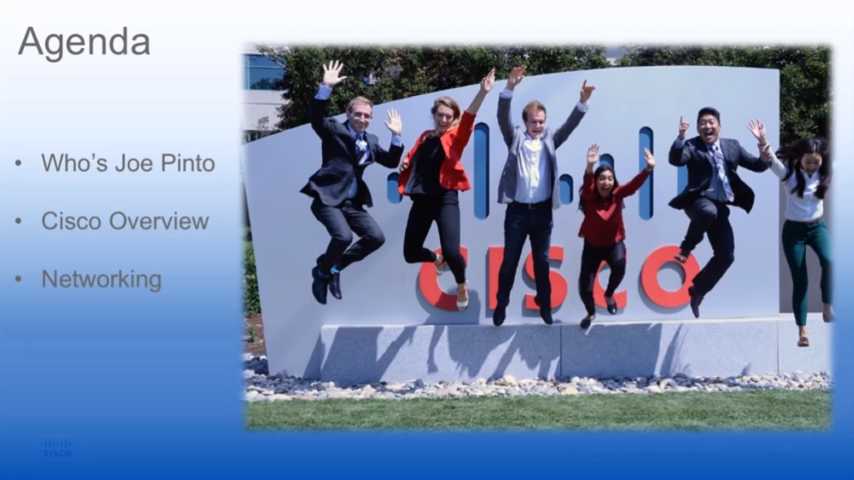 Agenda
• Who's Joe Pinto
• Cisco Overview
• Networking
CISCO
CISCO